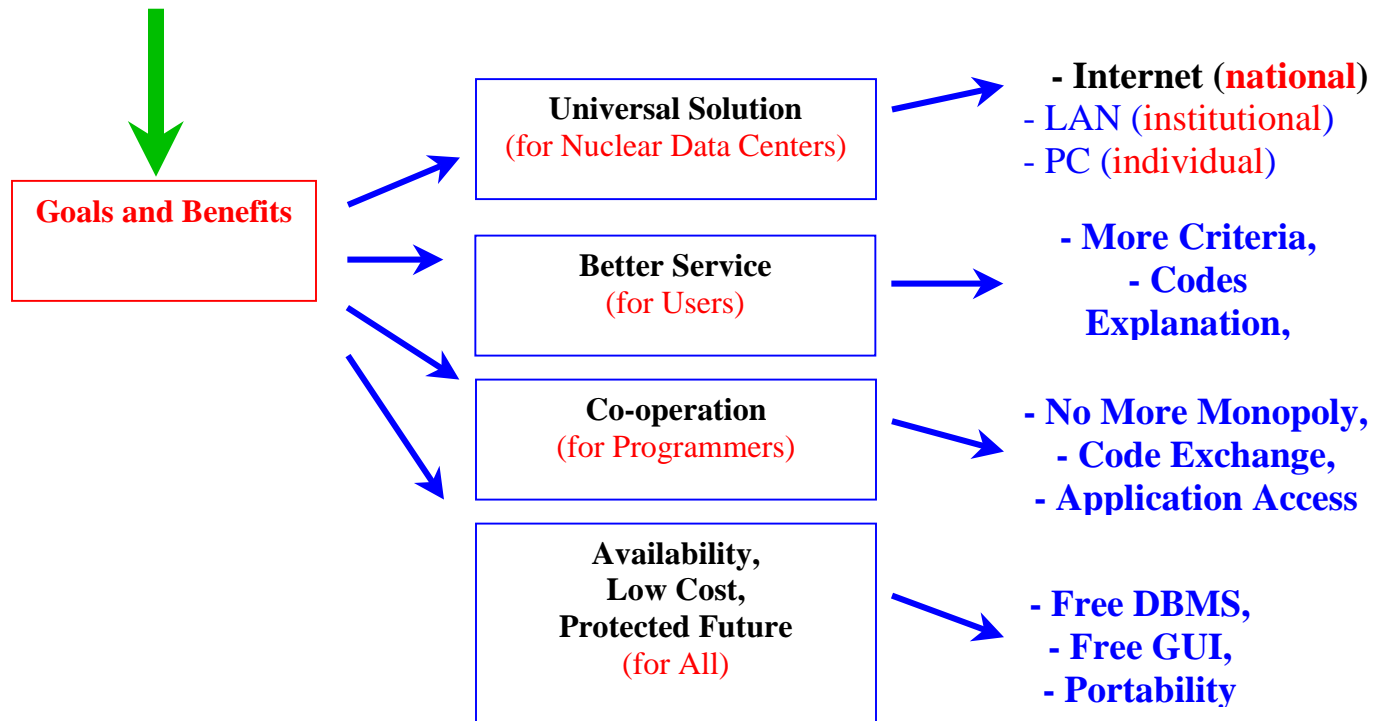 Goals and Benefits
Universal Solution
(for Nuclear Data Centers)
- Internet (national)
- LAN (institutional)
- PC (individual)
Better Service
(for Users)
- More Criteria,
- Codes
Explanation,
Co-operation
(for Programmers)
- No More Monopoly,
- Code Exchange,
- Application Access
Availability,
Low Cost,
Protected Future
(for All)
- Free DBMS,
- Free GUI,
- Portability